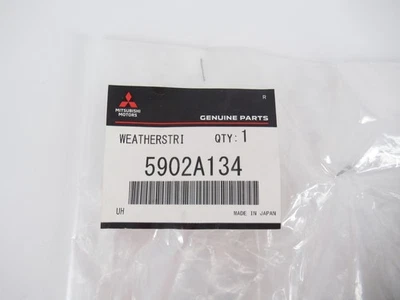 R
MITSUBISHI
MOTORS
GENUINE PARTS
WEATHERSTRI QTY: 1
5902A134
UH MADE IN JAPAN